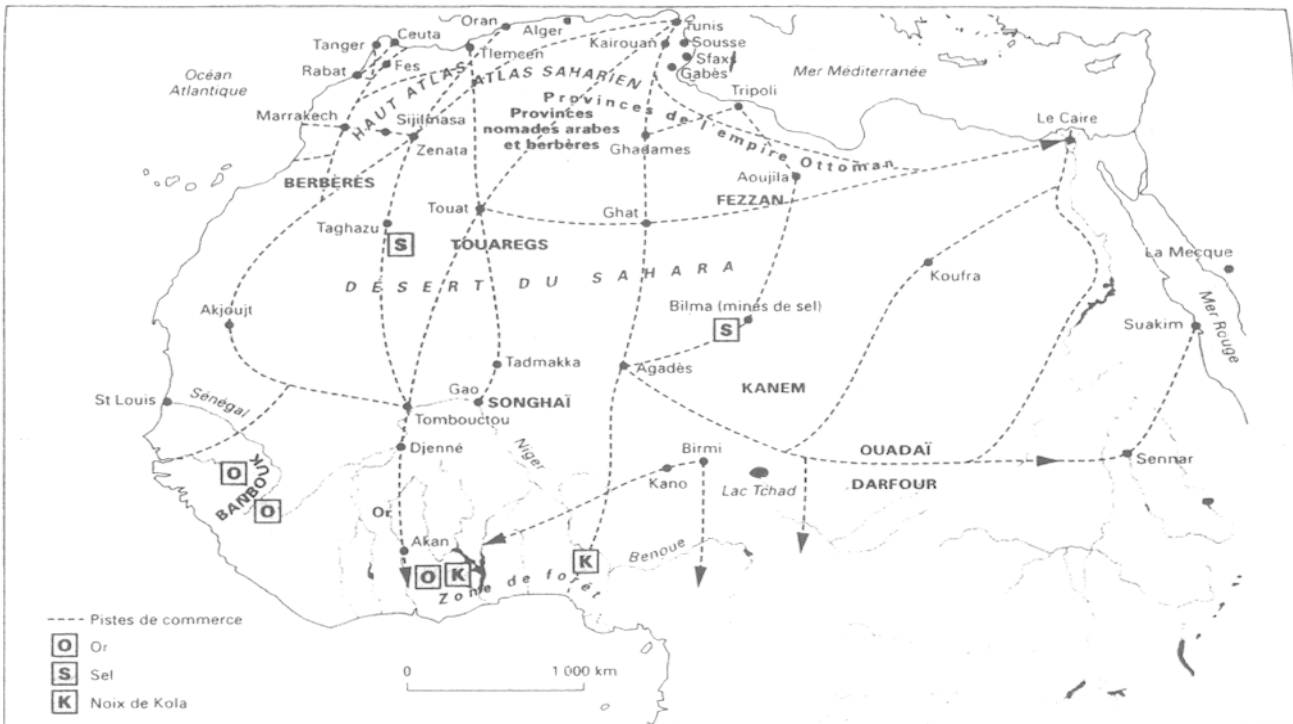 Oran
Alger
Tunis
Tanger
Ceuta
Tlemcen
Kairouan
Sousse
Sfaxs
Gabès
Rabat
Fes
Océan
Atlantique
HAUT ATLAS
ATLAS SAHARIEN
Mer Méditerranée
Tripoli
Marrakech
Sijilmasa
Zenata
Provinces
nomades arabes
et berbères
Provinces de l empire Ottoman
Ghadames
Le Caire
BERBÈRES
Aoujila
FEZZAN
Touat
Ghat
Taghazu
S
TOUAREGS
La Mecque
Koufra
DÉSERT DU SAHARA
Mer Rouge
Akjoujt
Bilma (mines de sel)
S
Suakim
Tadmakka
Agadès
KANEM
St Louis
Sénégal
Gao
SONGHAÏ
Tombouctou
Djenné
Niger
Birmi
OUADAÏ
Sennar
BANBOUK
O
O
Kano
Lac Tchad
DARFOUR
Or
Akan
Benoue
O
K
K
Zone de forêt
Pistes de commerce
O Or
S Sel
K Noix de Kola
0 1 000 km